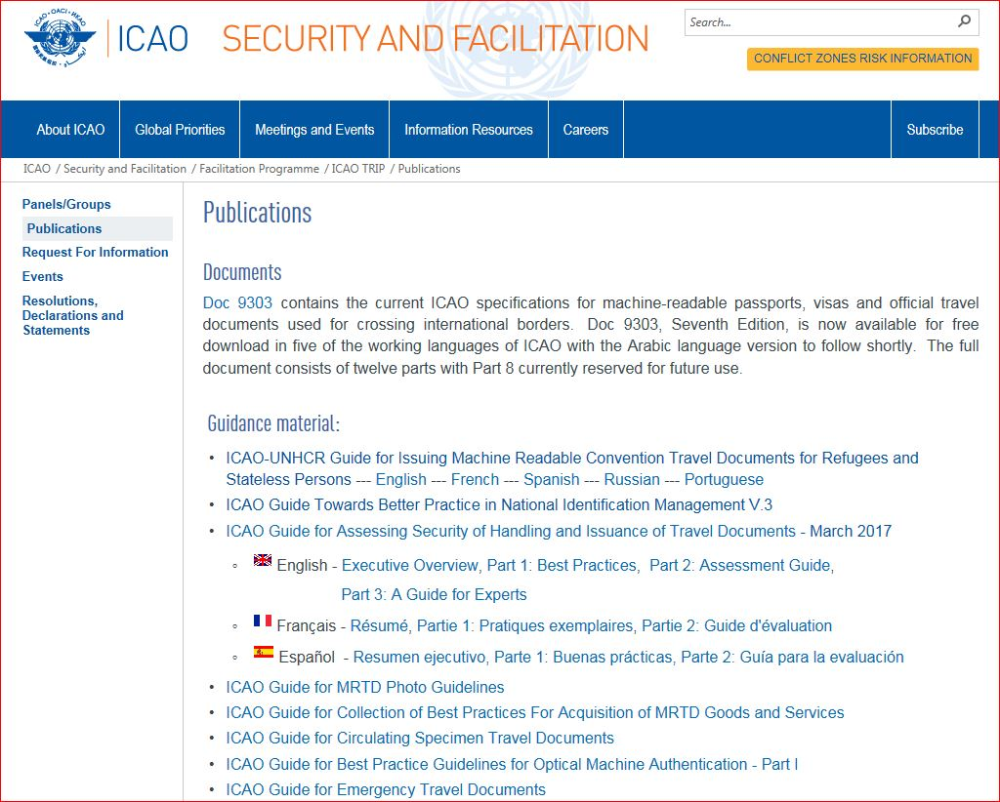 ICAO · OACI · ИКАО
ICAO
SECURITY AND FACILITATION
Search...
CONFLICT ZONES RISK INFORMATION
About ICAO
Global Priorities
Meetings and Events
Information Resources
Careers
Subscribe
ICAO / Security and Facilitation / Facilitation Programme / ICAO TRIP / Publications
Panels/Groups
Publications
Request For Information
Events
Resolutions,
Declarations and
Statements
Publications
Documents
Doc 9303 contains the current ICAO specifications for machine-readable passports, visas and official travel
documents used for crossing international borders. Doc 9303, Seventh Edition, is now available for free
download in five of the working languages of ICAO with the Arabic language version to follow shortly. The full
document consists of twelve parts with Part 8 currently reserved for future use.
Guidance material:
• ICAO-UNHCR Guide for Issuing Machine Readable Convention Travel Documents for Refugees and
Stateless Persons --- English --- French --- Spanish --- Russian --- Portuguese
• ICAO Guide Towards Better Practice in National Identification Management V.3
• ICAO Guide for Assessing Security of Handling and Issuance of Travel Documents - March 2017
◦ English - Executive Overview, Part 1: Best Practices, Part 2: Assessment Guide,
Part 3: A Guide for Experts
◦ Français - Résumé, Partie 1: Pratiques exemplaires, Partie 2: Guide d'évaluation
◦ Español - Resumen ejecutivo, Parte 1: Buenas prácticas, Parte 2: Guía para la evaluación
• ICAO Guide for MRTD Photo Guidelines
• ICAO Guide for Collection of Best Practices For Acquisition of MRTD Goods and Services
• ICAO Guide for Circulating Specimen Travel Documents
• ICAO Guide for Best Practice Guidelines for Optical Machine Authentication - Part I
• ICAO Guide for Emergency Travel Documents